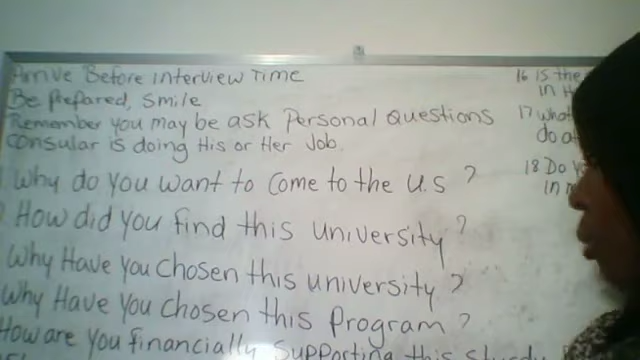 Arrive Before interview Time
Be Prepared, Smile
Remember you may be ask Personal Questions
Consular is doing His or Her Job.
Why do you want to Come to the U.S ?
How did you find this university ?
Why Have you Chosen this university ?
Why Have you Chosen this Program ?
How are you financially Supporting this
16 is the
in
17
do
18 Do
in